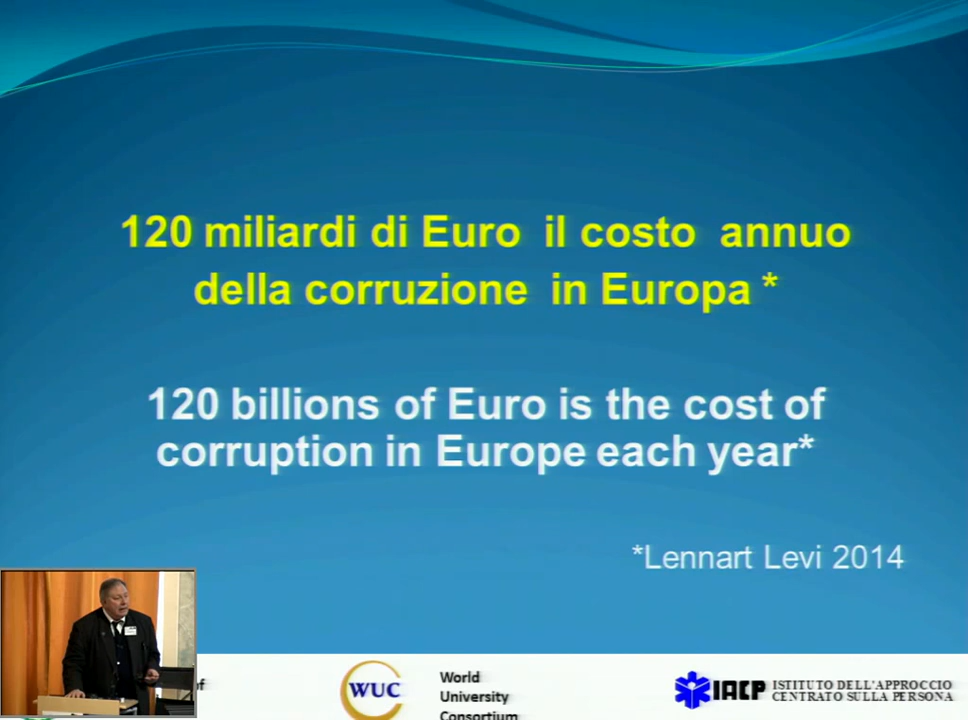 120 miliardi di Euro il costo annuo
della corruzione in Europa *
120 billions of Euro is the cost of
corruption in Europe each year*
*Lennart Levi 2014
of
WUC
World
University
Consortium
IACP
ISTITUTO DELL'APPROCCIO
CENTRATO SULLA PERSONA